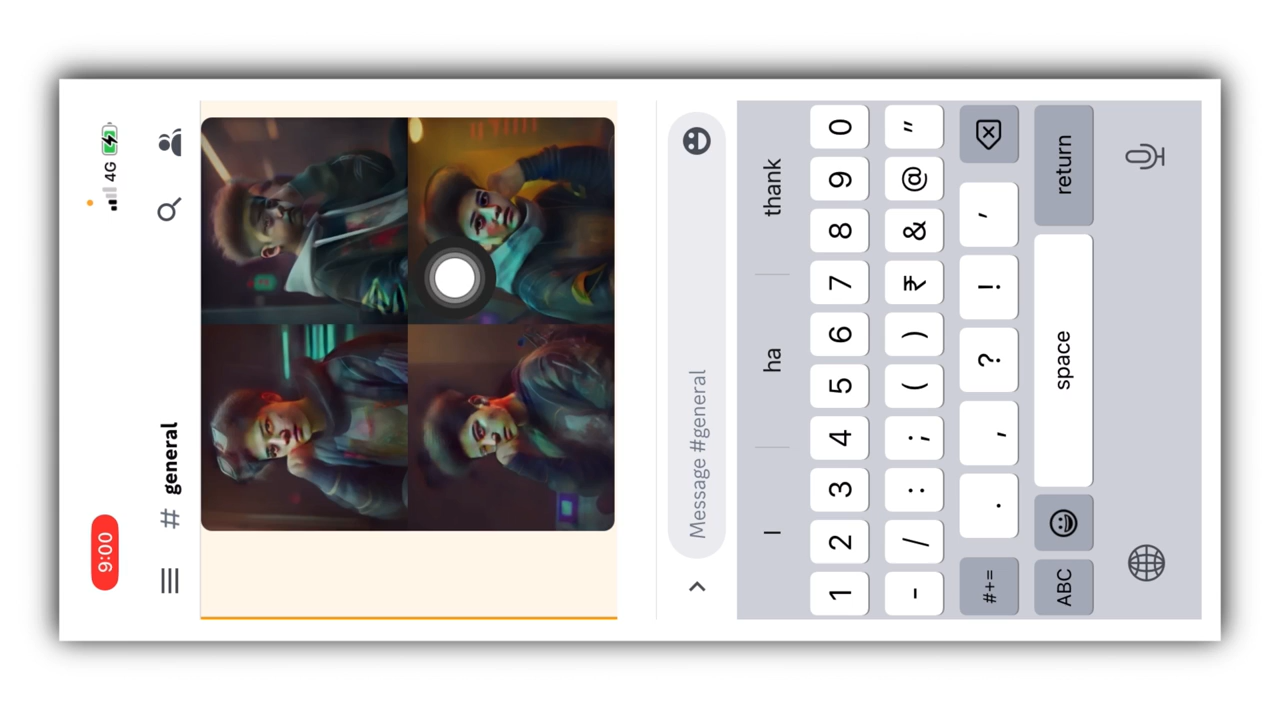 9:00 4G
# general
Message #general
I ha thank
1 2 3 4 5 6 7 8 9 0
- / : ; ( ) ₹ & @ "
#+= . , ? ! '
ABC space return